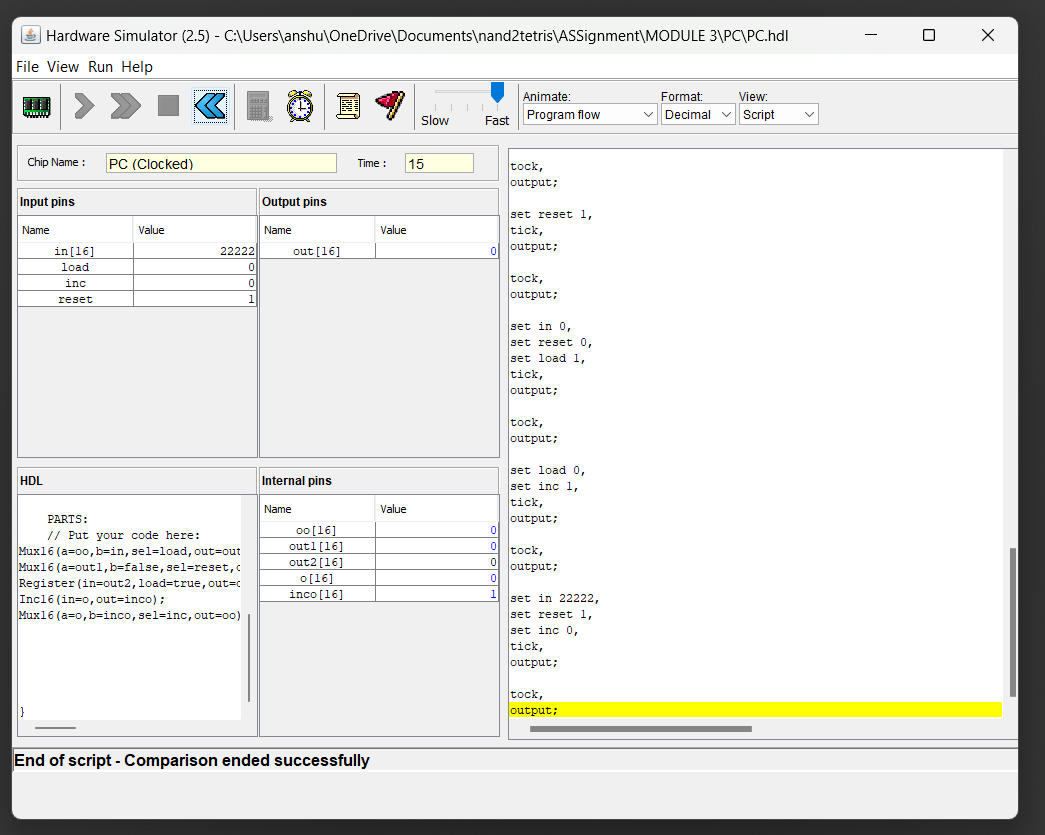 Hardware Simulator (2.5) - C:\Users\anshu\OneDrive\Documents\nand2tetris\ASSignment\MODULE 3\PC\PC.hdl
File View Run Help
Slow Fast
Animate: Format: View:
Program flow Decimal Script
Chip Name : PC (Clocked) Time : 15
Input pins
Name Value
in[16] 22222
load 0
inc 0
reset 1
Output pins
Name Value
out[16] 0
HDL
PARTS:
// Put your code here:
Mux16(a=oo,b=in,sel=load,out=out
Mux16(a=out1,b=false,sel=reset,o
Register(in=out2,load=true,out=o
Inc16(in=o,out=inco);
Mux16(a=o,b=inco,sel=inc,out=oo)
}
Internal pins
Name Value
oo[16] 0
out1[16] 0
out2[16] 0
o[16] 0
inco[16] 1
tock,
output;
set reset 1,
tick,
output;
tock,
output;
set in 0,
set reset 0,
set load 1,
tick,
output;
tock,
output;
set load 0,
set inc 1,
tick,
output;
tock,
output;
set in 22222,
set reset 1,
set inc 0,
tick,
output;
tock,
output;
End of script - Comparison ended successfully